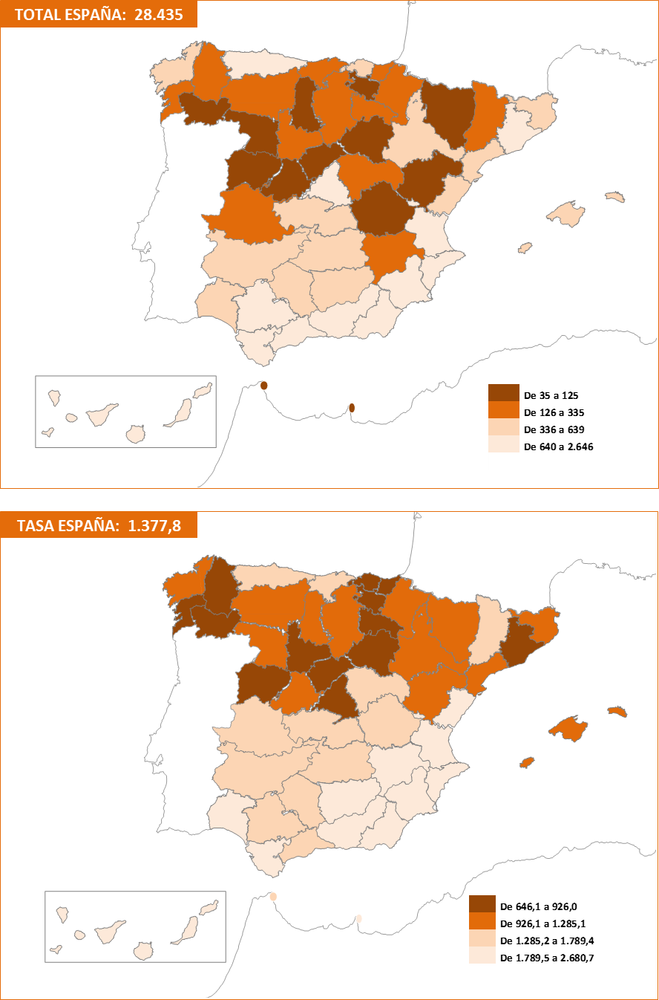 TOTAL ESPAÑA: 28.435
De 35 a 125
De 126 a 335
De 336 a 639
De 640 a 2.646
TASA ESPAÑA: 1.377,8
De 646,1 a 926,0
De 926,1 a 1.285,1
De 1.285,2 a 1.789,4
De 1.789,5 a 2.680,7